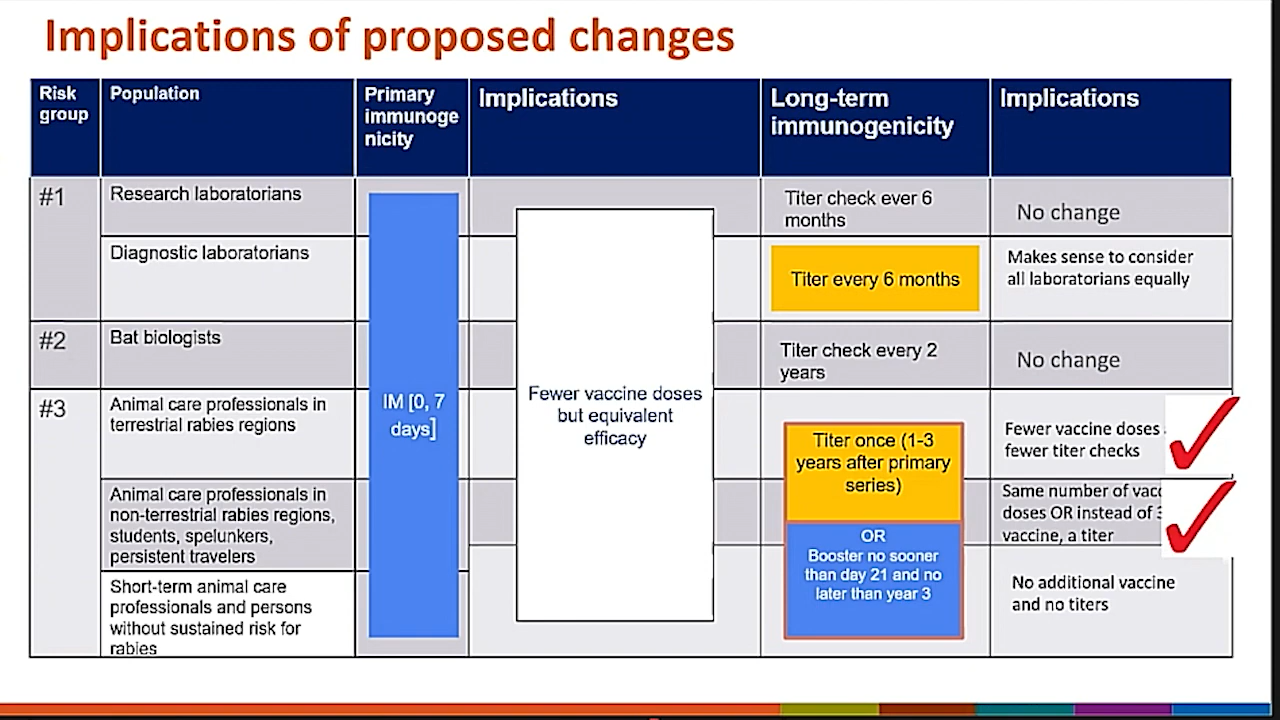 Implications of proposed changes
Risk
group
Population
Primary
immunoge
nicity
Implications
Long-term
immunogenicity
Implications
#1
Research laboratorians
Titer check ever 6
months
No change
Diagnostic laboratorians
Titer every 6 months
Makes sense to consider
all laboratorians equally
#2
Bat biologists
Titer check every 2
years
No change
#3
Animal care professionals in
terrestrial rabies regions
IM [0, 7
days]
Fewer vaccine doses
but equivalent
efficacy
Titer once (1-3
years after primary
series)
Fewer vaccine doses
fewer titer checks
Animal care professionals in
non-terrestrial rabies regions,
students, spelunkers,
persistent travelers
OR
Booster no sooner
than day 21 and no
later than year 3
Same number of
doses OR instead of
vaccine, a titer
Short-term animal care
professionals and persons
without sustained risk for
rabies
No additional vaccine
and no titers